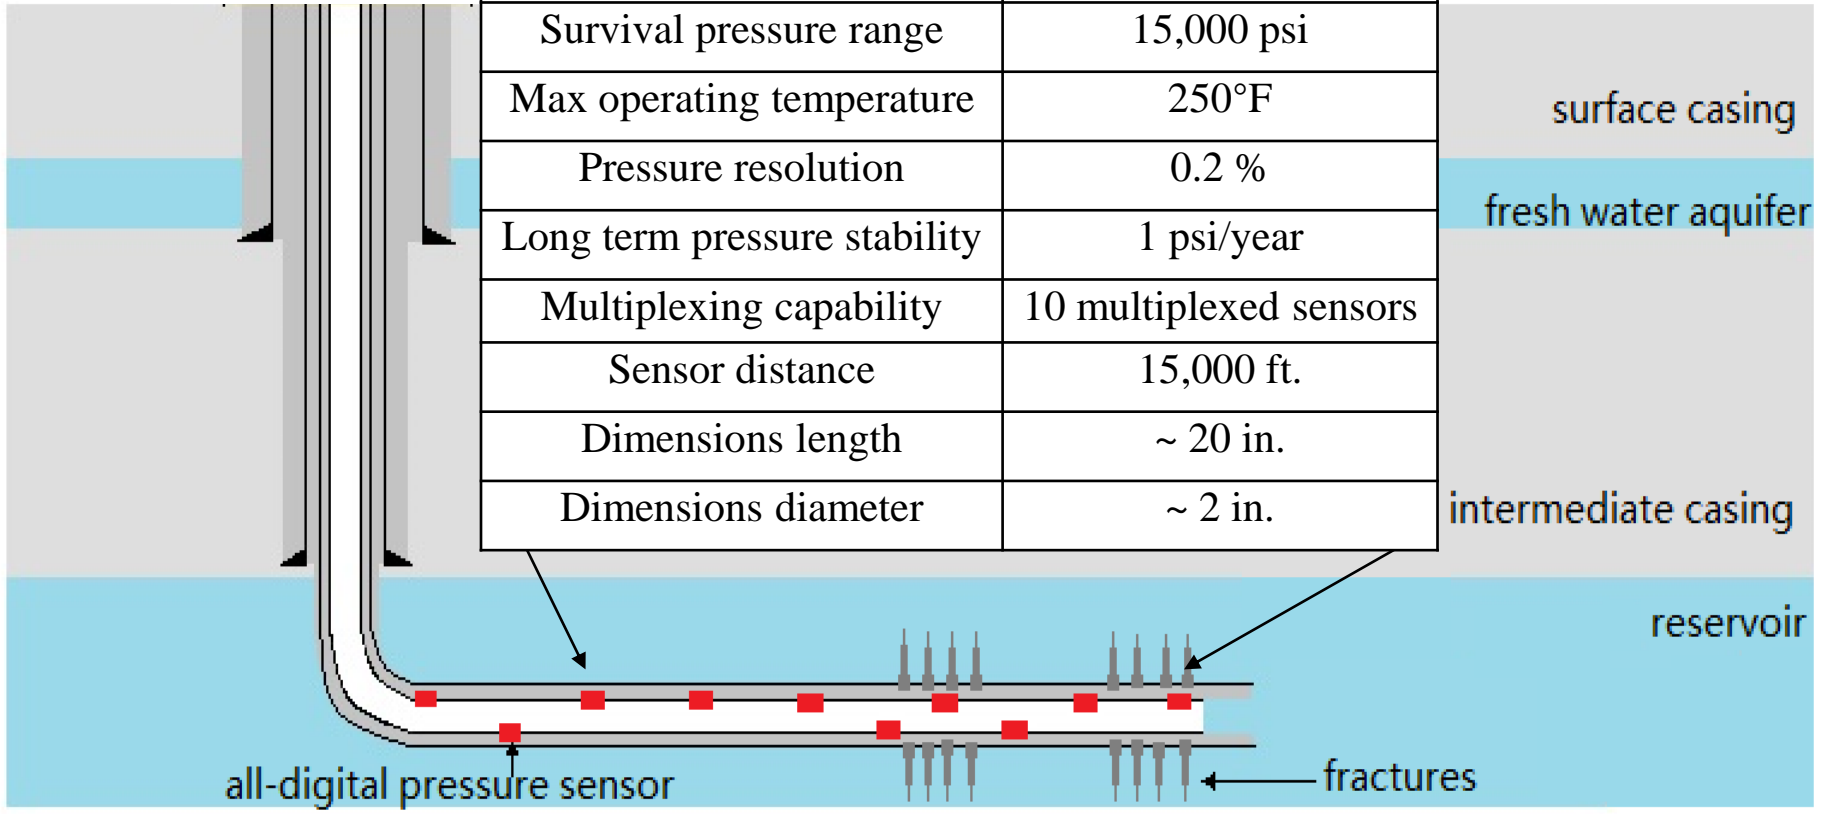 Survival pressure range 15,000 psi
Max operating temperature 250°F
surface casing
Pressure resolution 0.2 %
fresh water aquifer
Long term pressure stability 1 psi/year
Multiplexing capability 10 multiplexed sensors
Sensor distance 15,000 ft.
Dimensions length ~ 20 in.
Dimensions diameter ~ 2 in.
intermediate casing
reservoir
all-digital pressure sensor
fractures